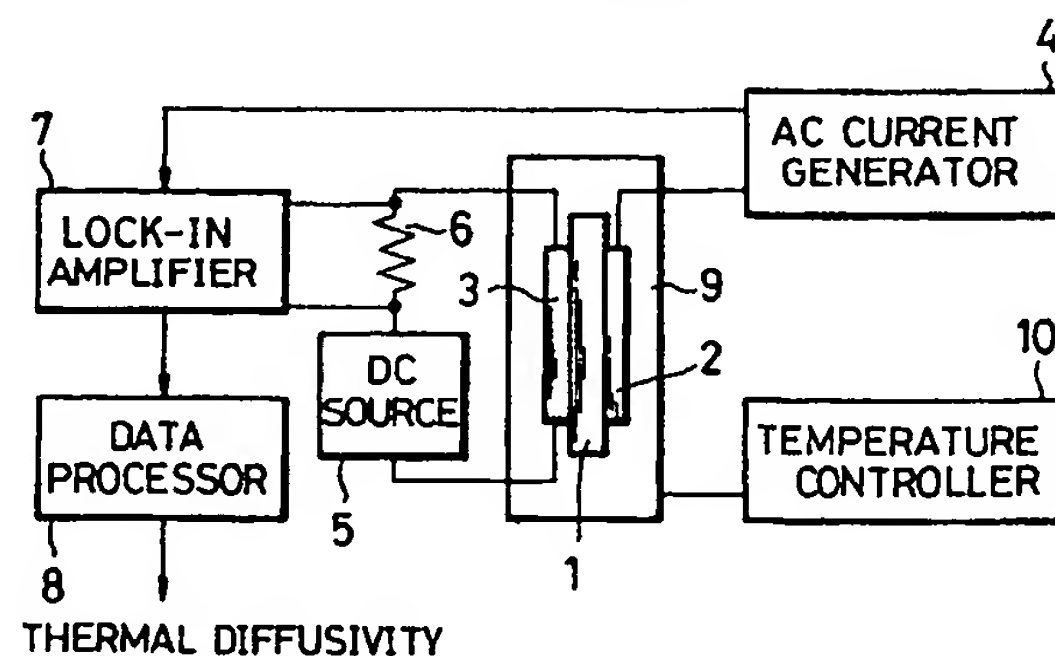 4
AC CURRENT
GENERATOR
7
LOCK-IN
AMPLIFIER
6
3
9
2
DC
SOURCE
5
1
10
TEMPERATURE
CONTROLLER
DATA
PROCESSOR
8
THERMAL DIFFUSIVITY